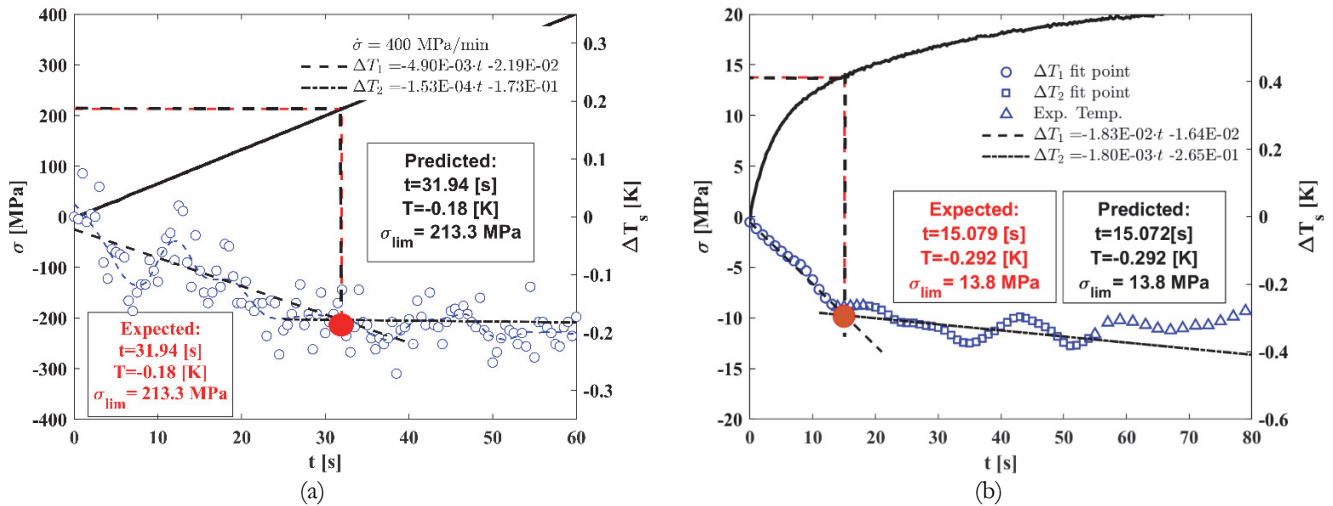 400
300
200
100
0
-100
-200
-300
-400
σ [MPa]
σ̇ = 400 MPa/min
ΔT₁ =-4.90E-03·t -2.19E-02
ΔT₂ =-1.53E-04·t -1.73E-01
Predicted:
t=31.94 [s]
T=-0.18 [K]
σlim = 213.3 MPa
Expected:
t=31.94 [s]
T=-0.18 [K]
σlim = 213.3 MPa
0.3
0.2
0.1
0
-0.1
-0.2
-0.3
ΔTs [K]
0 10 20 30 40 50 60
t [s]
(a)
20
15
10
5
0
-5
-10
-15
-20
σ [MPa]
ΔT₁ fit point
ΔT₂ fit point
Exp. Temp.
ΔT₁ =-1.83E-02·t -1.64E-02
ΔT₂ =-1.80E-03·t -2.65E-01
Expected:
t=15.079 [s]
T=-0.292 [K]
σlim = 13.8 MPa
Predicted:
t=15.072[s]
T=-0.292 [K]
σlim = 13.8 MPa
0.4
0.2
0
-0.2
-0.4
-0.6
ΔTs [K]
0 10 20 30 40 50 60 70 80
t [s]
(b)